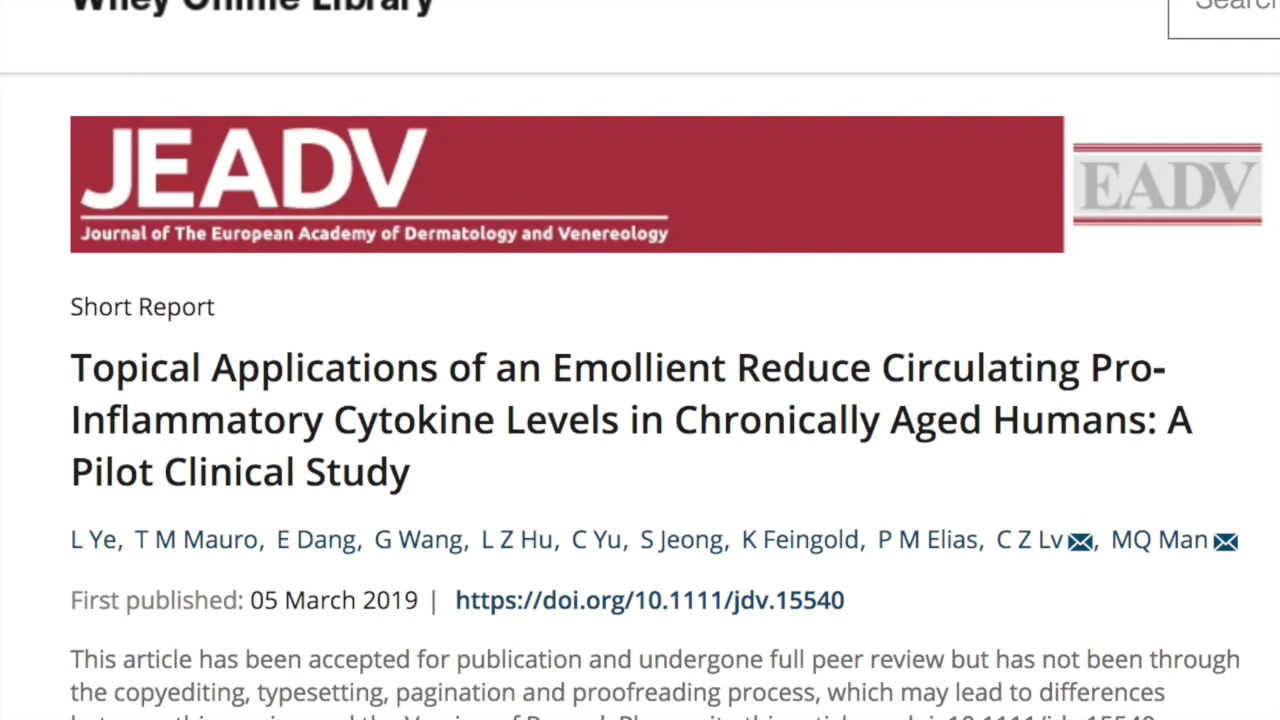 Wiley Online Library
Search
JEADV
EADV
Journal of The European Academy of Dermatology and Venereology
Short Report
Topical Applications of an Emollient Reduce Circulating Pro-
Inflammatory Cytokine Levels in Chronically Aged Humans: A
Pilot Clinical Study
L Ye, T M Mauro, E Dang, G Wang, L Z Hu, C Yu, S Jeong, K Feingold, P M Elias, C Z Lv, MQ Man
First published: 05 March 2019 | https://doi.org/10.1111/jdv.15540
This article has been accepted for publication and undergone full peer review but has not been through
the copyediting, typesetting, pagination and proofreading process, which may lead to differences